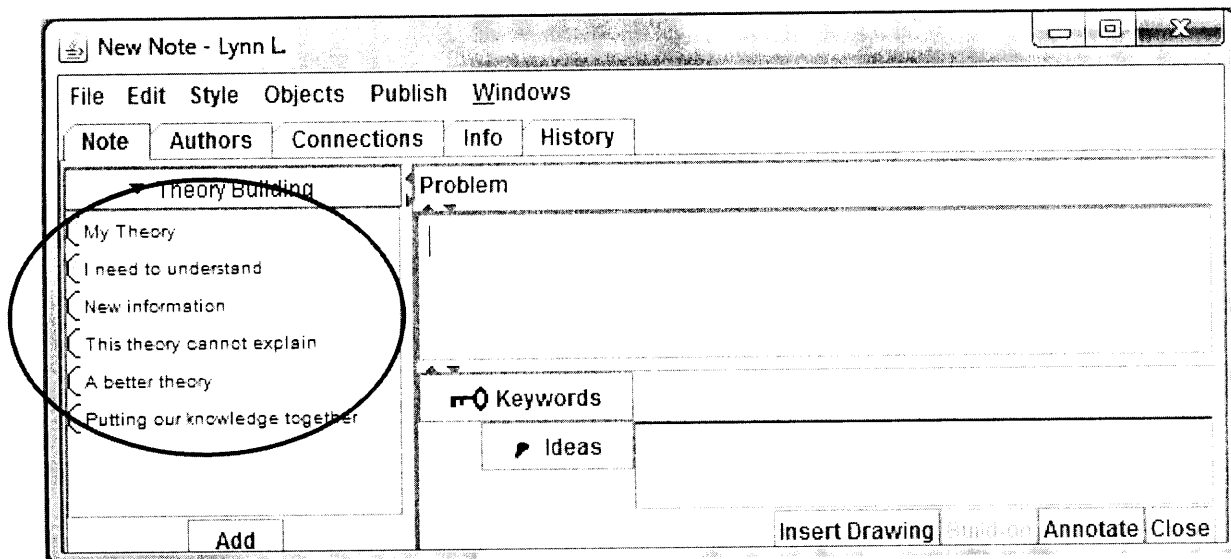 New Note - Lynn L.
File Edit Style Objects Publish Windows
Note Authors Connections Info History
Theory Building
My Theory
I need to understand
New information
This theory cannot explain
A better theory
Putting our knowledge together
Add
Problem
Keywords
Ideas
Insert Drawing Build-on Annotate Close